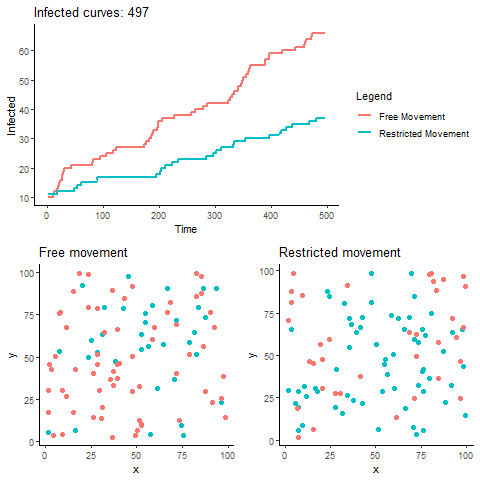 Infected curves: 497
Infected
60
50
40
30
20
10
0
100
200
300
400
500
Time
Legend
Free Movement
Restricted Movement
Free movement
y
100
75
50
25
0
0
25
50
75
100
x
Restricted movement
y
100
75
50
25
0
0
25
50
75
100
x